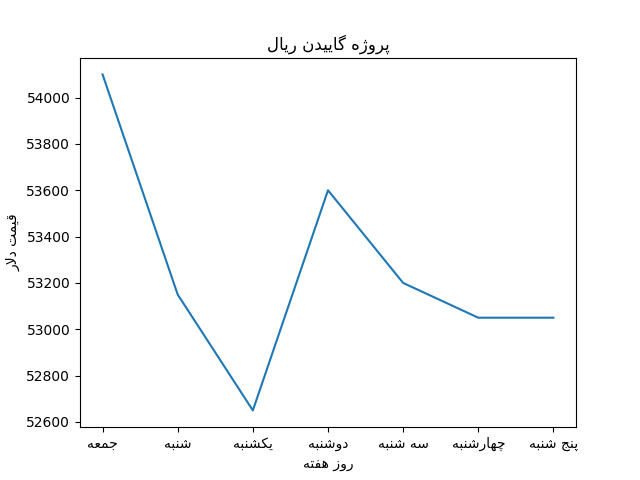 پروژه گاییدن ریال
54000
53800
53600
53400
53200
53000
52800
52600
قیمت دلار
جمعه شنبه یکشنبه دوشنبه سه شنبه چهارشنبه پنج شنبه
روز هفته